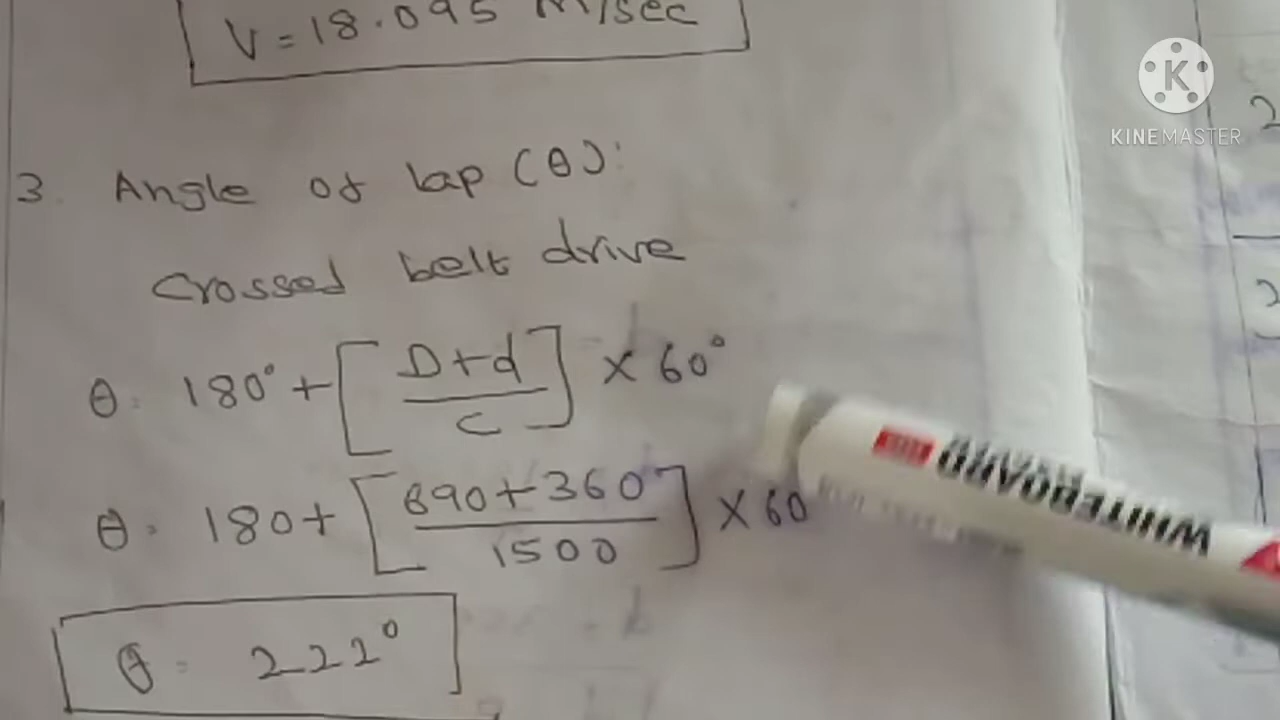 V = 18.095 m/sec
KINEMASTER
3. Angle of lap (θ):
Crossed belt drive
θ = 180° + [D+d / C] × 60°
θ = 180 + [690+360 / 1500] × 60
θ = 222°
WHITEBOARD